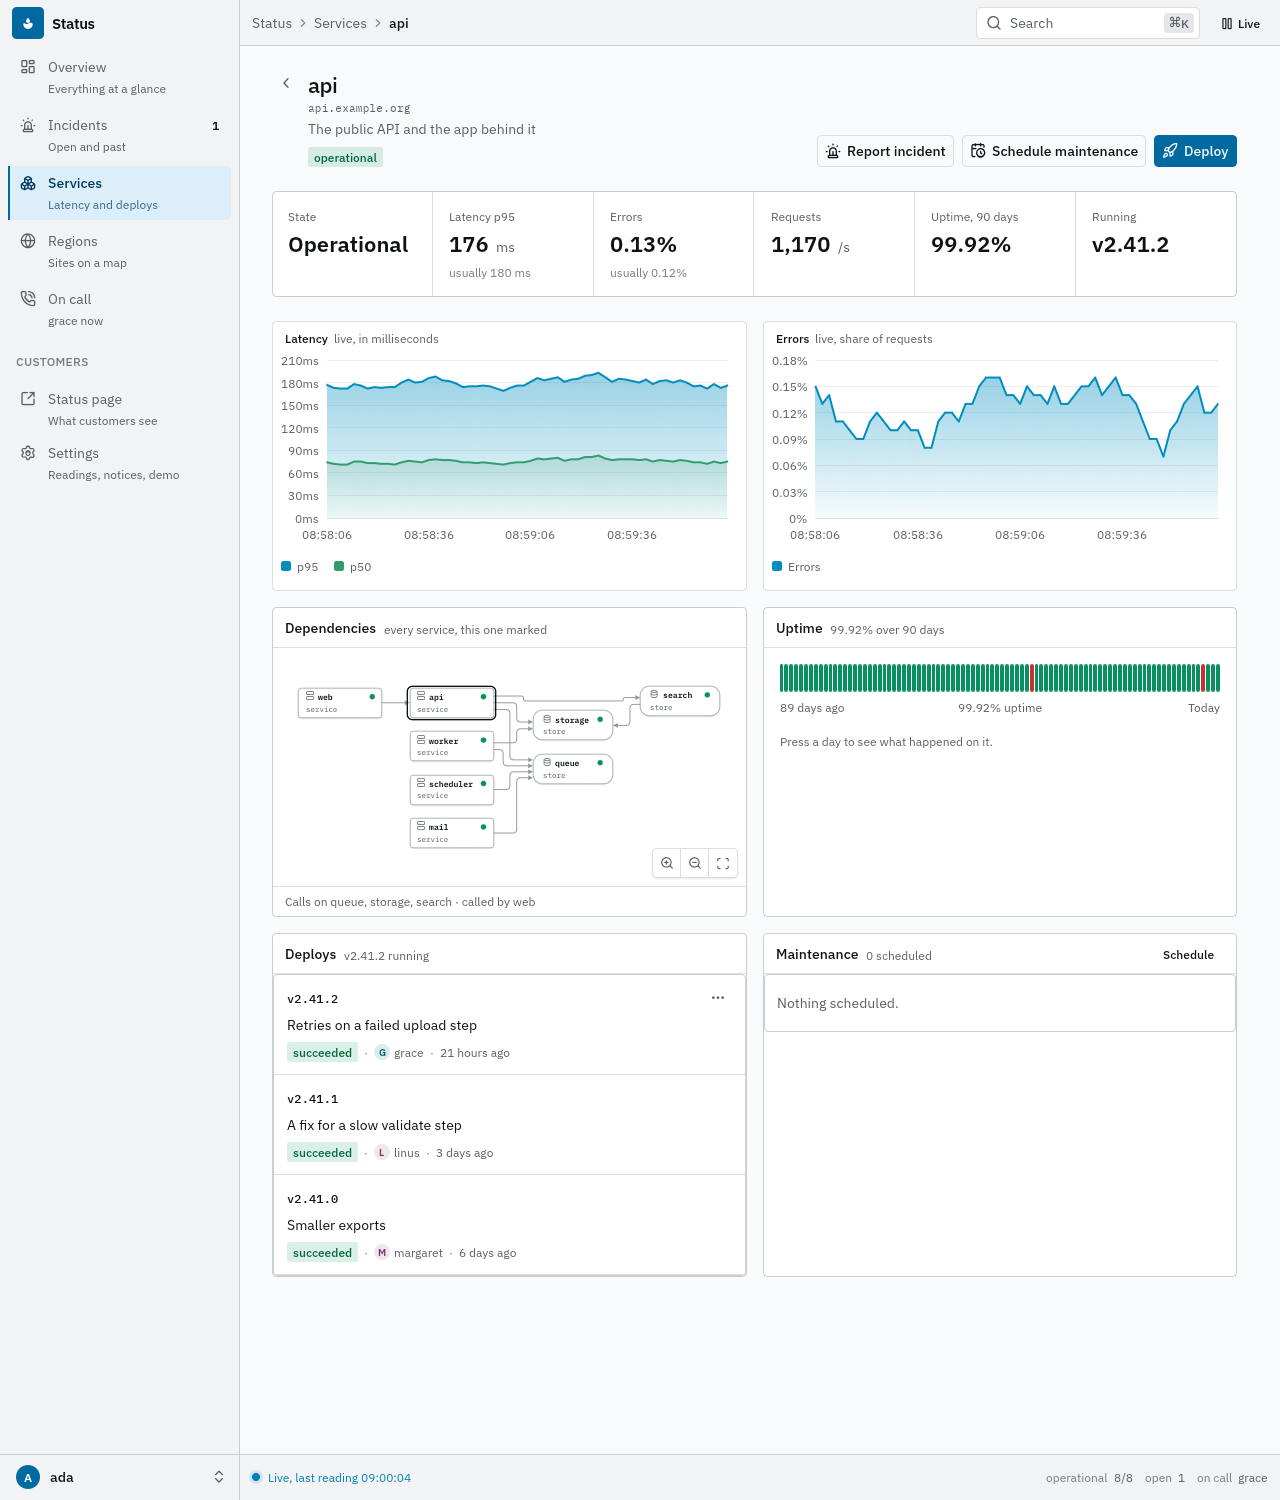 Status
Overview
Everything at a glance
Incidents 1
Open and past
Services
Latency and deploys
Regions
Sites on a map
On call
grace now
CUSTOMERS
Status page
What customers see
Settings
Readings, notices, demo
A ada
Status > Services > api
Search ⌘K
Live
api
api.example.org
The public API and the app behind it
operational
Report incident
Schedule maintenance
Deploy
State
Operational
Latency p95
176 ms
usually 180 ms
Errors
0.13%
usually 0.12%
Requests
1,170 /s
Uptime, 90 days
99.92%
Running
v2.41.2
Latency live, in milliseconds
210ms
180ms
150ms
120ms
90ms
60ms
30ms
0ms
08:58:06 08:58:36 08:59:06 08:59:36
p95 p50
Errors live, share of requests
0.18%
0.15%
0.12%
0.09%
0.06%
0.03%
0%
08:58:06 08:58:36 08:59:06 08:59:36
Errors
Dependencies every service, this one marked
web
service
api
service
worker
service
scheduler
service
mail
service
storage
store
queue
store
search
store
Calls on queue, storage, search · called by web
Uptime 99.92% over 90 days
89 days ago 99.92% uptime Today
Press a day to see what happened on it.
Deploys v2.41.2 running
v2.41.2
Retries on a failed upload step
succeeded · G grace · 21 hours ago
v2.41.1
A fix for a slow validate step
succeeded · L linus · 3 days ago
v2.41.0
Smaller exports
succeeded · M margaret · 6 days ago
Maintenance 0 scheduled Schedule
Nothing scheduled.
Live, last reading 09:00:04
operational 8/8 open 1 on call grace